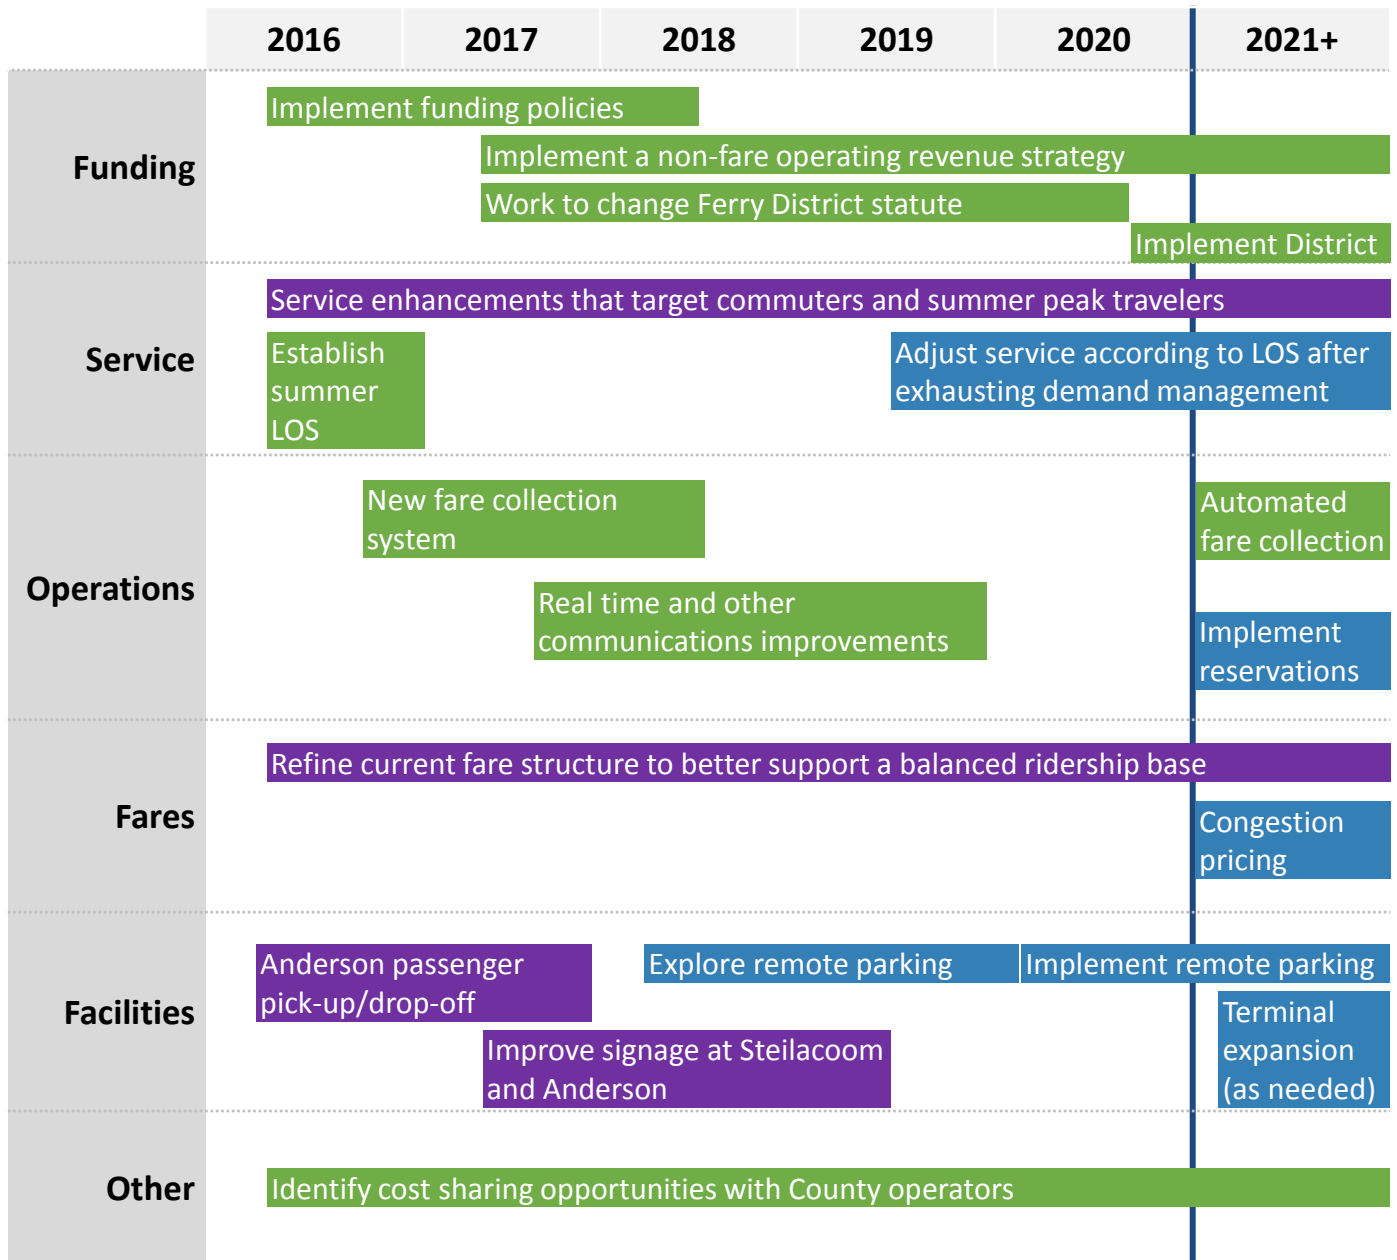 2016 2017 2018 2019 2020 2021+
Funding
Implement funding policies
Implement a non-fare operating revenue strategy
Work to change Ferry District statute
Implement District
Service
Service enhancements that target commuters and summer peak travelers
Establish
summer
LOS
Adjust service according to LOS after
exhausting demand management
Operations
New fare collection
system
Automated
fare collection
Real time and other
communications improvements
Implement
reservations
Fares
Refine current fare structure to better support a balanced ridership base
Congestion
pricing
Facilities
Anderson passenger
pick-up/drop-off
Explore remote parking
Implement remote parking
Improve signage at Steilacoom
and Anderson
Terminal
expansion
(as needed)
Other
Identify cost sharing opportunities with County operators